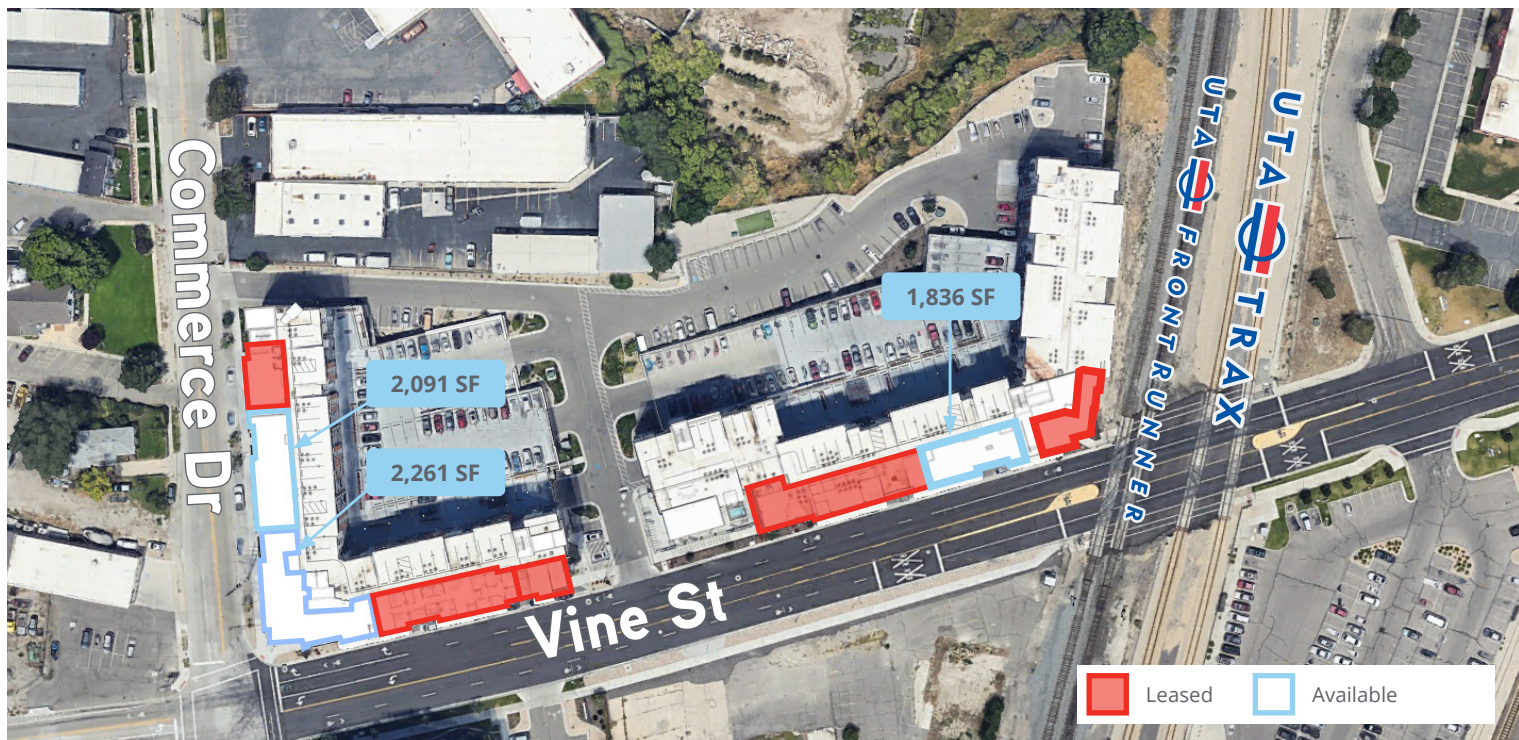 Commerce Dr
2,091 SF
2,261 SF
1,836 SF
UTA FRONTRUNNER
UTA TRAX
Vine St
Leased
Available